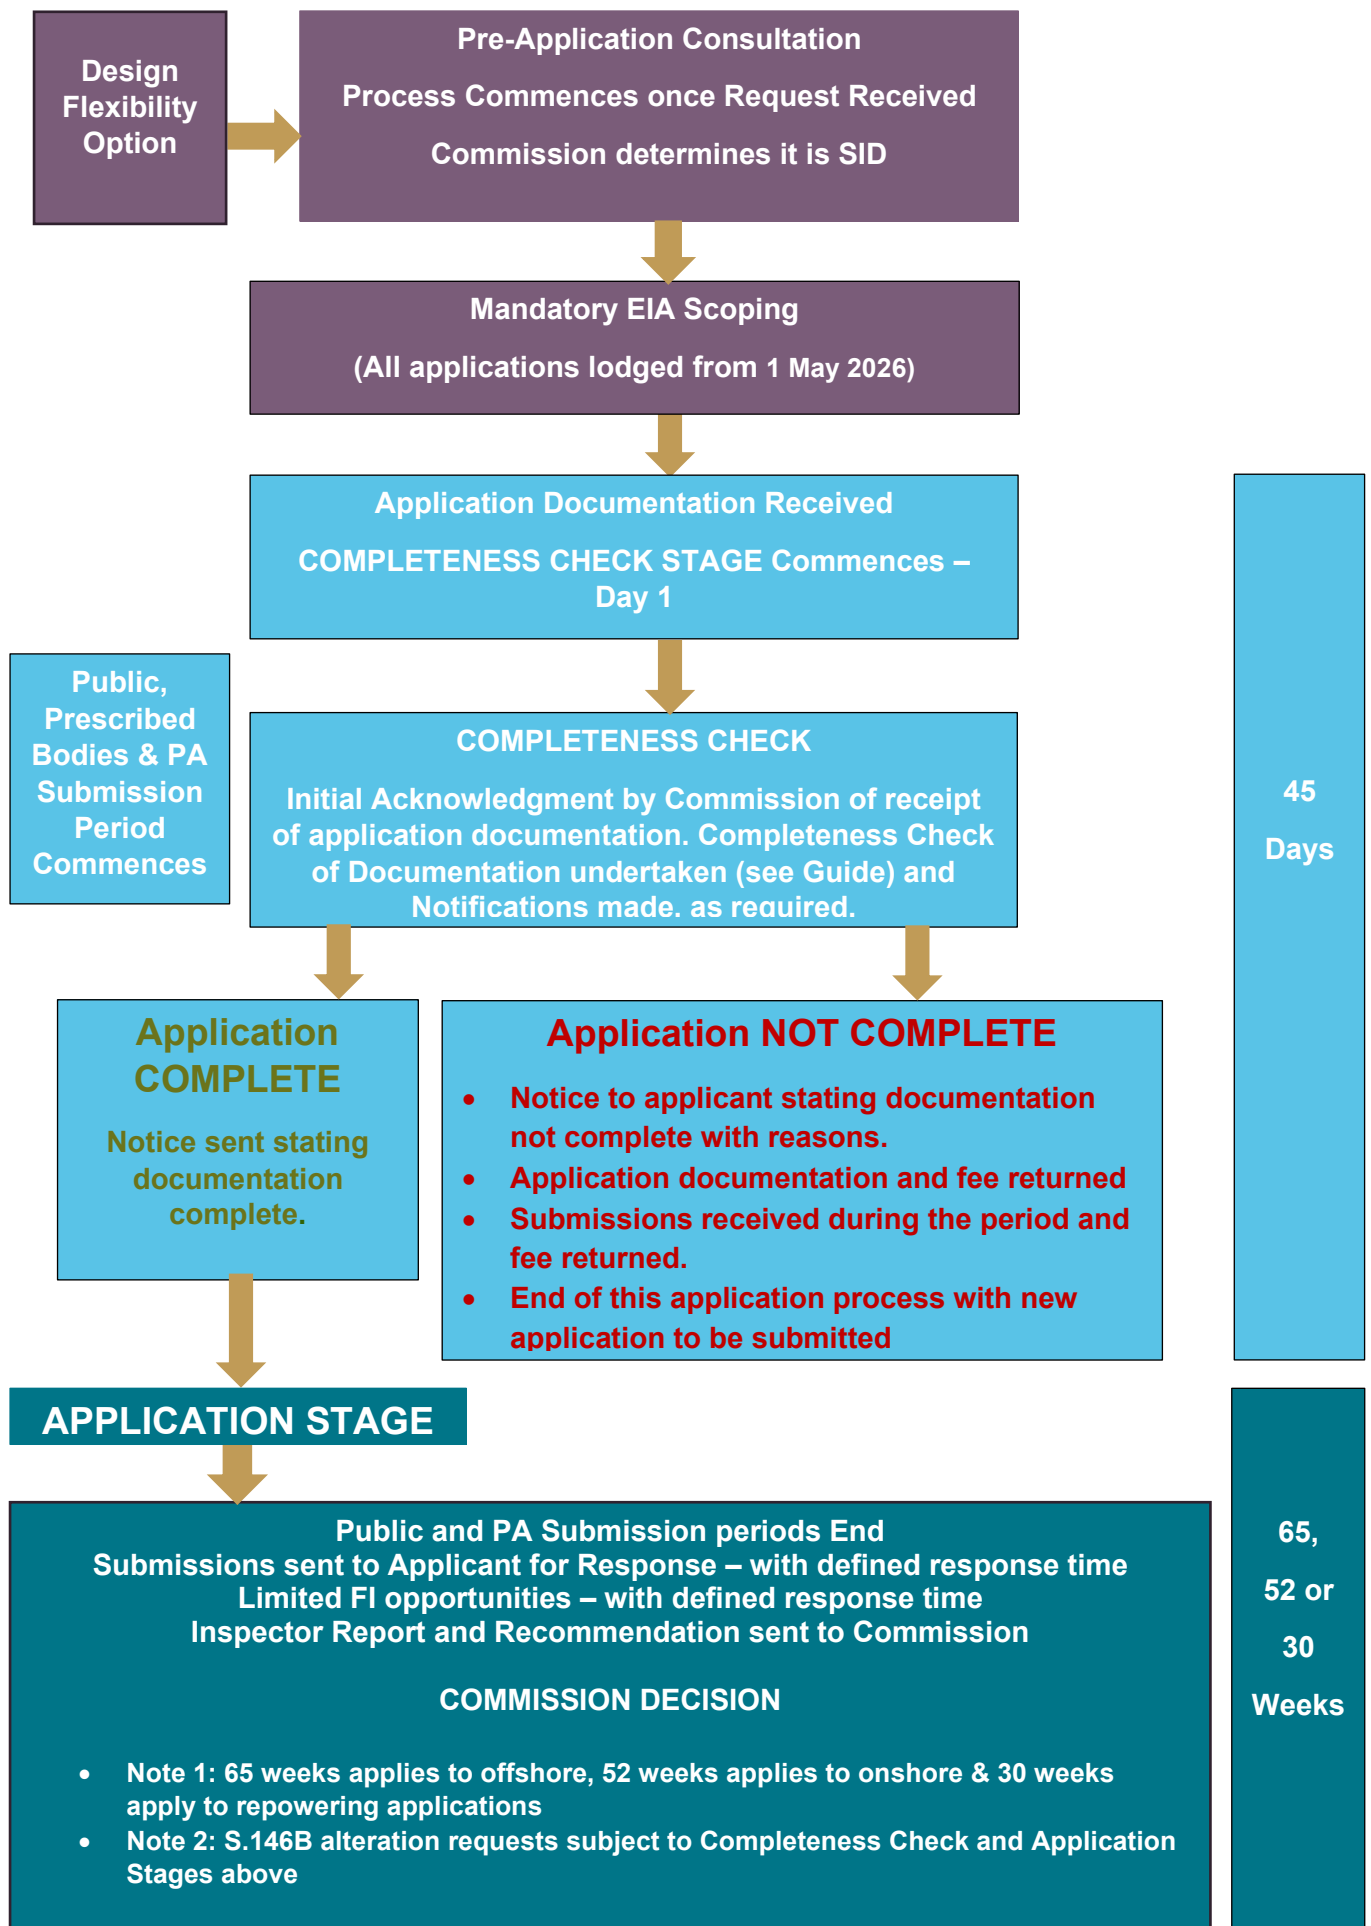 Design
Flexibility
Option
Pre-Application Consultation
Process Commences once Request Received
Commission determines it is SID
Mandatory EIA Scoping
(All applications lodged from 1 May 2026)
Application Documentation Received
COMPLETENESS CHECK STAGE Commences –
Day 1
Public,
Prescribed
Bodies & PA
Submission
Period
Commences
COMPLETENESS CHECK
Initial Acknowledgment by Commission of receipt
of application documentation. Completeness Check
of Documentation undertaken (see Guide) and
Notifications made, as required.
45
Days
Application
COMPLETE
Notice sent stating
documentation
complete.
Application NOT COMPLETE
• Notice to applicant stating documentation
not complete with reasons.
• Application documentation and fee returned
• Submissions received during the period and
fee returned.
• End of this application process with new
application to be submitted
APPLICATION STAGE
Public and PA Submission periods End
Submissions sent to Applicant for Response – with defined response time
Limited FI opportunities – with defined response time
Inspector Report and Recommendation sent to Commission
COMMISSION DECISION
• Note 1: 65 weeks applies to offshore, 52 weeks applies to onshore & 30 weeks
apply to repowering applications
• Note 2: S.146B alteration requests subject to Completeness Check and Application
Stages above
65,
52 or
30
Weeks